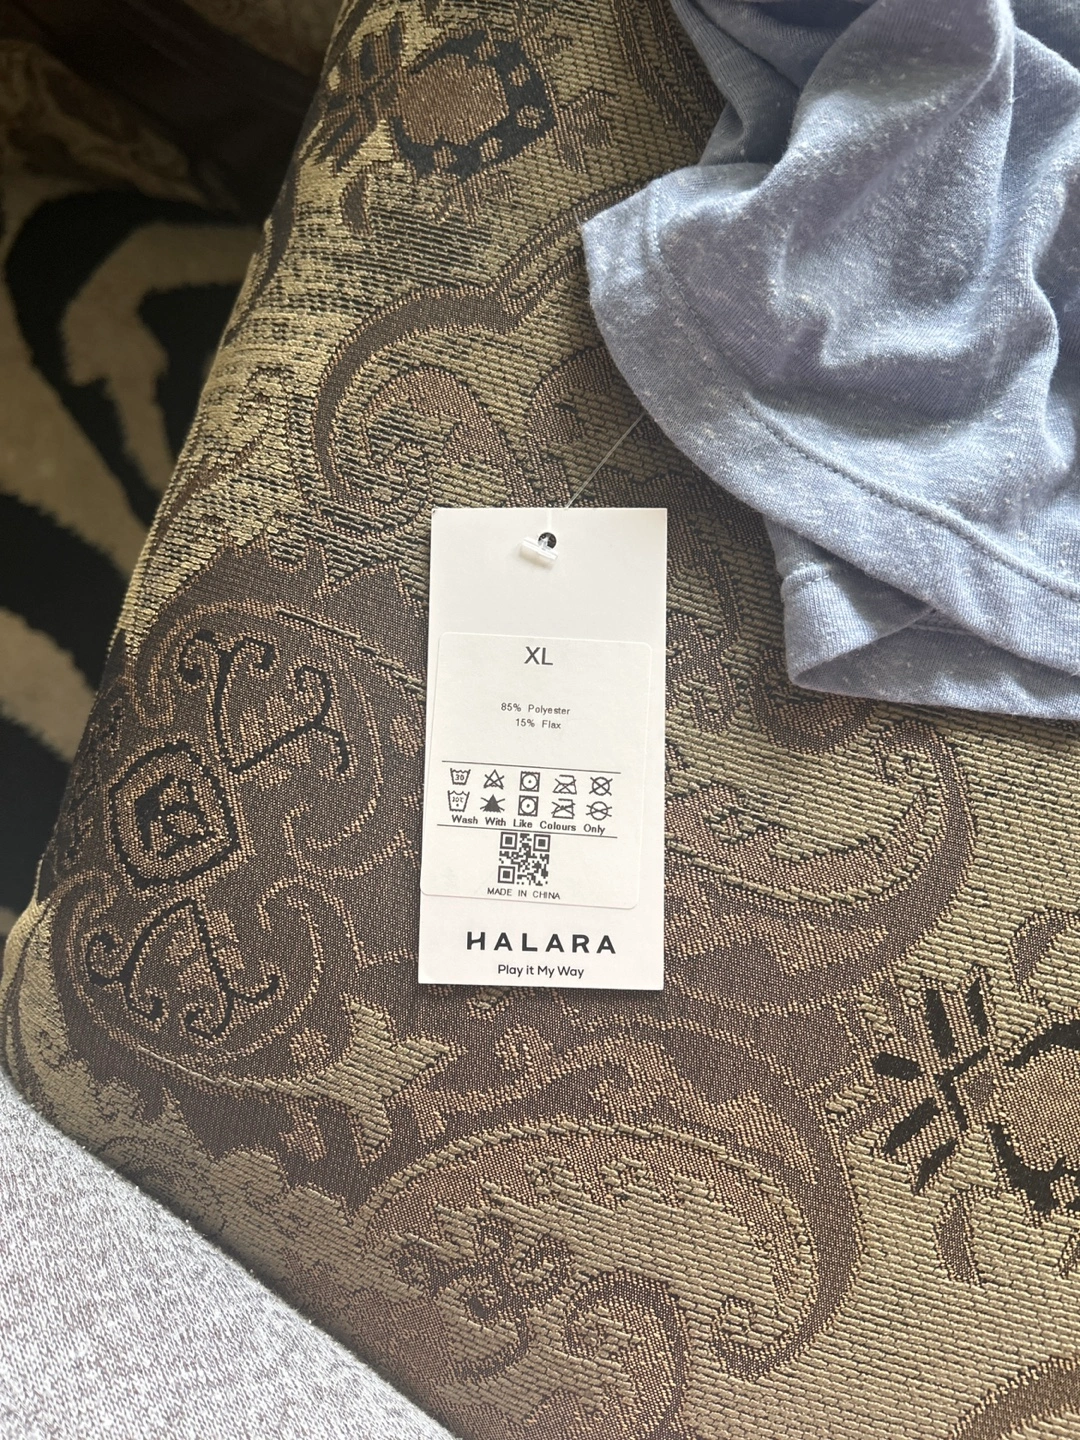 XL
85% Polyester
15% Flax
30
30℃
Wash With Like Colours Only
MADE IN CHINA
HALARA
Play it My Way